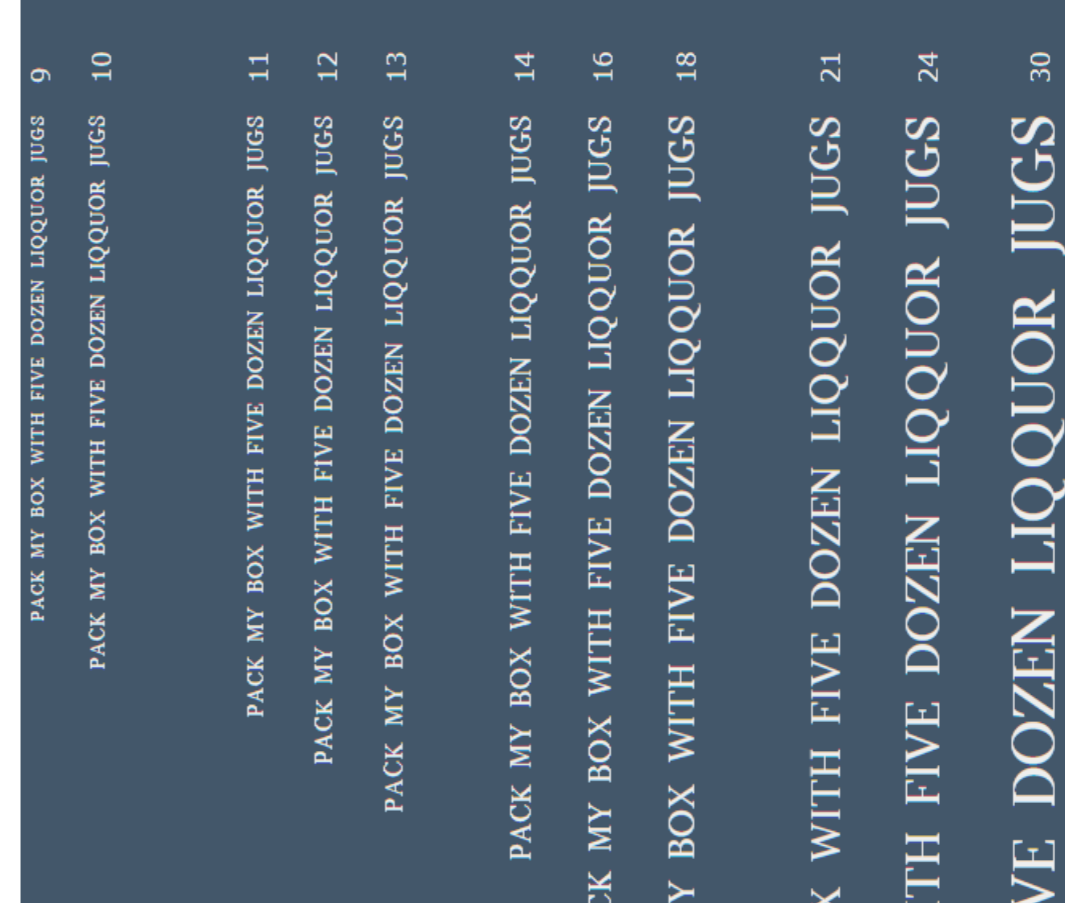 PACK MY BOX WITH FIVE DOZEN LIQQUOR JUGS 9
PACK MY BOX WITH FIVE DOZEN LIQQUOR JUGS 10
PACK MY BOX WITH FIVE DOZEN LIQQUOR JUGS 11
PACK MY BOX WITH FIVE DOZEN LIQQUOR JUGS 12
PACK MY BOX WITH FIVE DOZEN LIQQUOR JUGS 13
PACK MY BOX WITH FIVE DOZEN LIQQUOR JUGS 14
CK MY BOX WITH FIVE DOZEN LIQQUOR JUGS 16
Y BOX WITH FIVE DOZEN LIQQUOR JUGS 18
X WITH FIVE DOZEN LIQQUOR JUGS 21
TH FIVE DOZEN LIQQUOR JUGS 24
VE DOZEN LIQQUOR JUGS 30